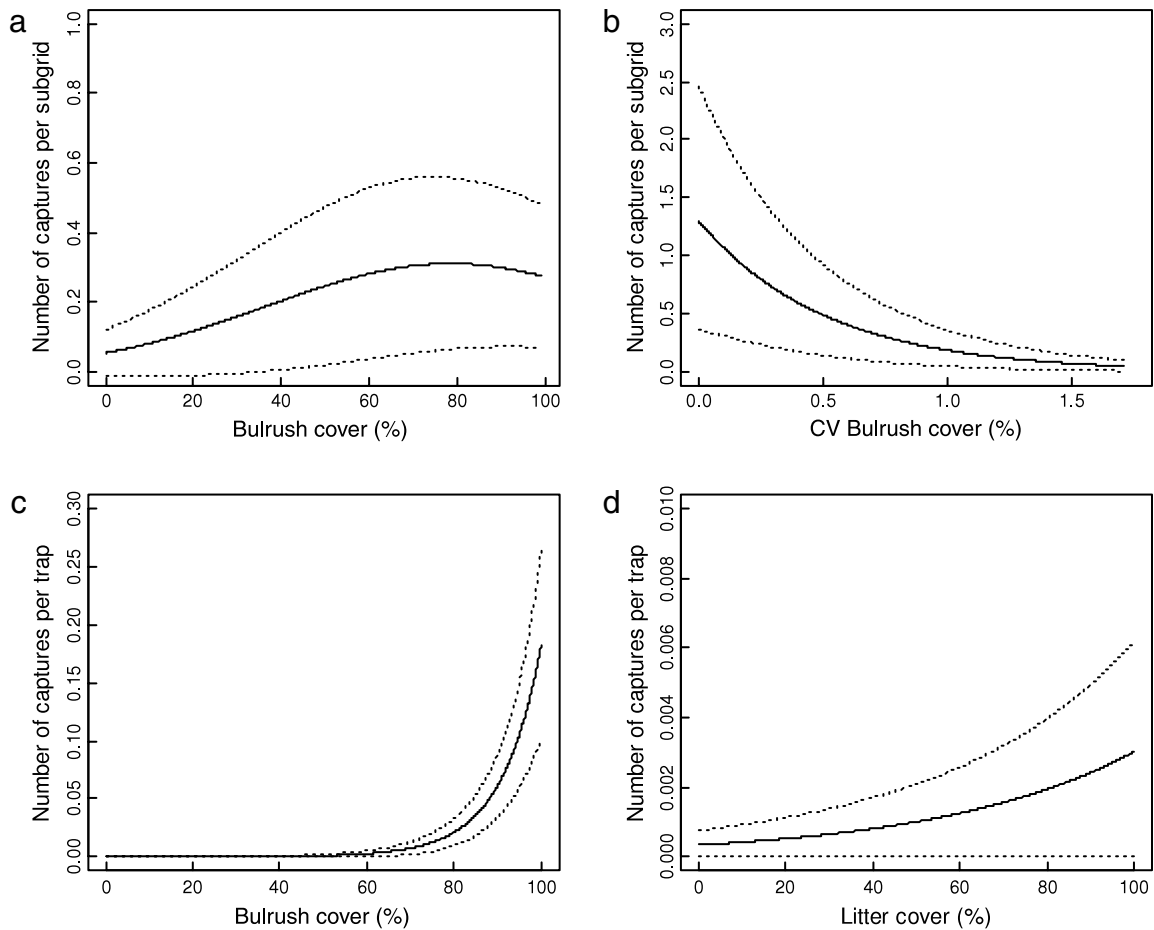 a
Number of captures per subgrid
0.0 0.2 0.4 0.6 0.8 1.0
0 20 40 60 80 100
Bulrush cover (%)
b
Number of captures per subgrid
0.0 0.5 1.0 1.5 2.0 2.5 3.0
0.0 0.5 1.0 1.5
CV Bulrush cover (%)
c
Number of captures per trap
0.00 0.05 0.10 0.15 0.20 0.25 0.30
0 20 40 60 80 100
Bulrush cover (%)
d
Number of captures per trap
0.000 0.002 0.004 0.006 0.008 0.010
0 20 40 60 80 100
Litter cover (%)